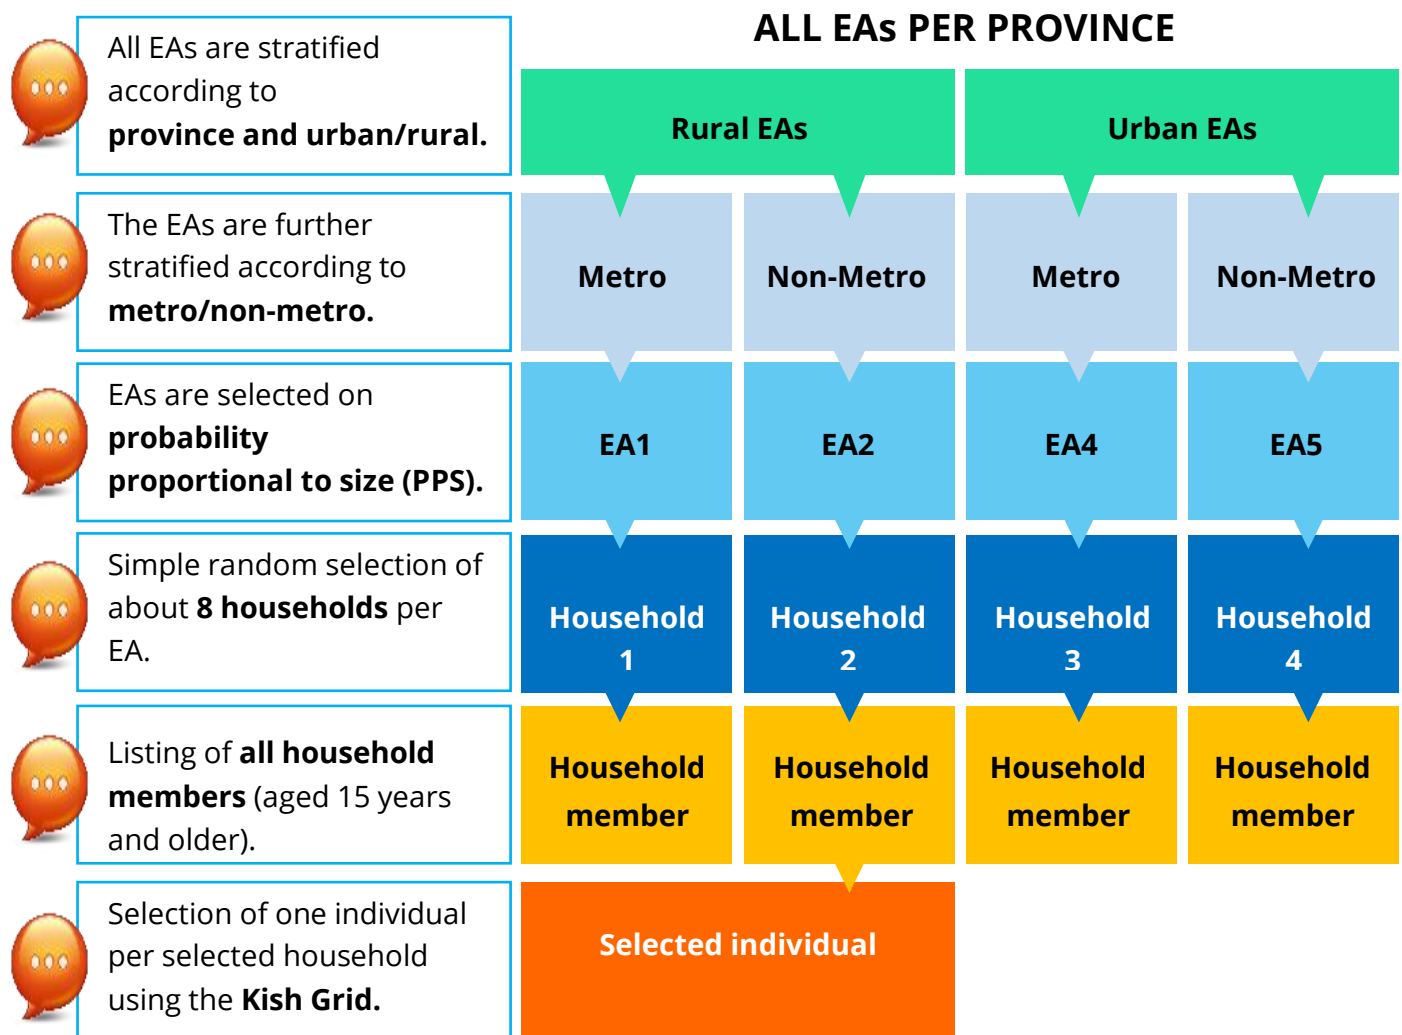 ALL EAs PER PROVINCE
All EAs are stratified
according to
province and urban/rural.
Rural EAs
Urban EAs
The EAs are further
stratified according to
metro/non-metro.
Metro
Non-Metro
Metro
Non-Metro
EAs are selected on
probability
proportional to size (PPS).
EA1
EA2
EA4
EA5
Simple random selection of
about 8 households per
EA.
Household
1
Household
2
Household
3
Household
4
Listing of all household
members (aged 15 years
and older).
Household
member
Household
member
Household
member
Household
member
Selection of one individual
per selected household
using the Kish Grid.
Selected individual